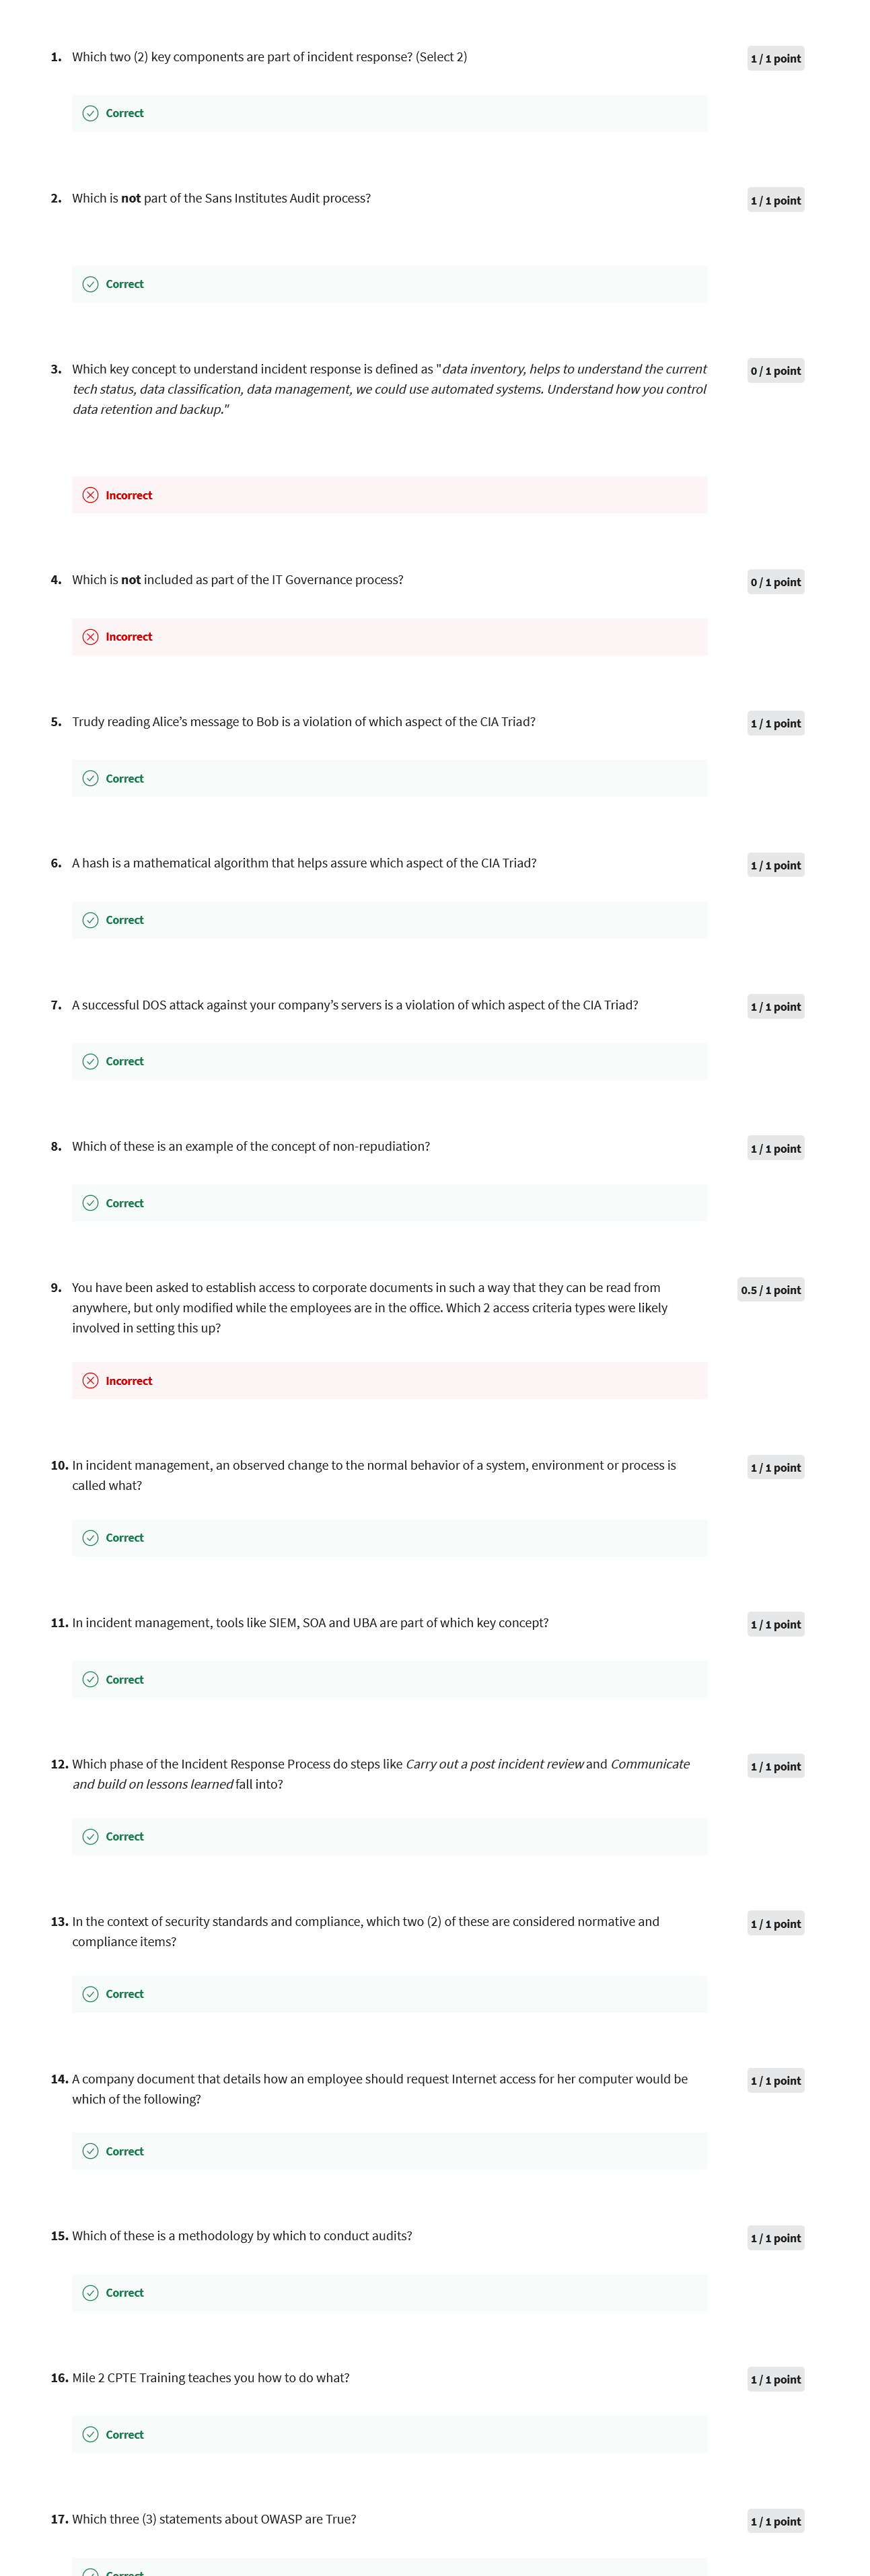 1. Which two (2) key components are part of incident response? (Select 2)
1 / 1 point
Correct
2. Which is not part of the Sans Institutes Audit process?
1 / 1 point
Correct
3. Which key concept to understand incident response is defined as "data inventory, helps to understand the current
0 / 1 point
tech status, data classification, data management, we could use automated systems. Understand how you control
data retention and backup."
Incorrect
4. Which is not included as part of the IT Governance process?
0 / 1 point
Incorrect
5. Trudy reading Alice’s message to Bob is a violation of which aspect of the CIA Triad?
1 / 1 point
Correct
6. A hash is a mathematical algorithm that helps assure which aspect of the CIA Triad?
1 / 1 point
Correct
7. A successful DOS attack against your company’s servers is a violation of which aspect of the CIA Triad?
1 / 1 point
Correct
8. Which of these is an example of the concept of non-repudiation?
1 / 1 point
Correct
9. You have been asked to establish access to corporate documents in such a way that they can be read from
0.5 / 1 point
anywhere, but only modified while the employees are in the office. Which 2 access criteria types were likely
involved in setting this up?
Incorrect
10. In incident management, an observed change to the normal behavior of a system, environment or process is
1 / 1 point
called what?
Correct
11. In incident management, tools like SIEM, SOA and UBA are part of which key concept?
1 / 1 point
Correct
12. Which phase of the Incident Response Process do steps like Carry out a post incident review and Communicate
1 / 1 point
and build on lessons learned fall into?
Correct
13. In the context of security standards and compliance, which two (2) of these are considered normative and
1 / 1 point
compliance items?
Correct
14. A company document that details how an employee should request Internet access for her computer would be
1 / 1 point
which of the following?
Correct
15. Which of these is a methodology by which to conduct audits?
1 / 1 point
Correct
16. Mile 2 CPTE Training teaches you how to do what?
1 / 1 point
Correct
17. Which three (3) statements about OWASP are True?
1 / 1 point
Correct